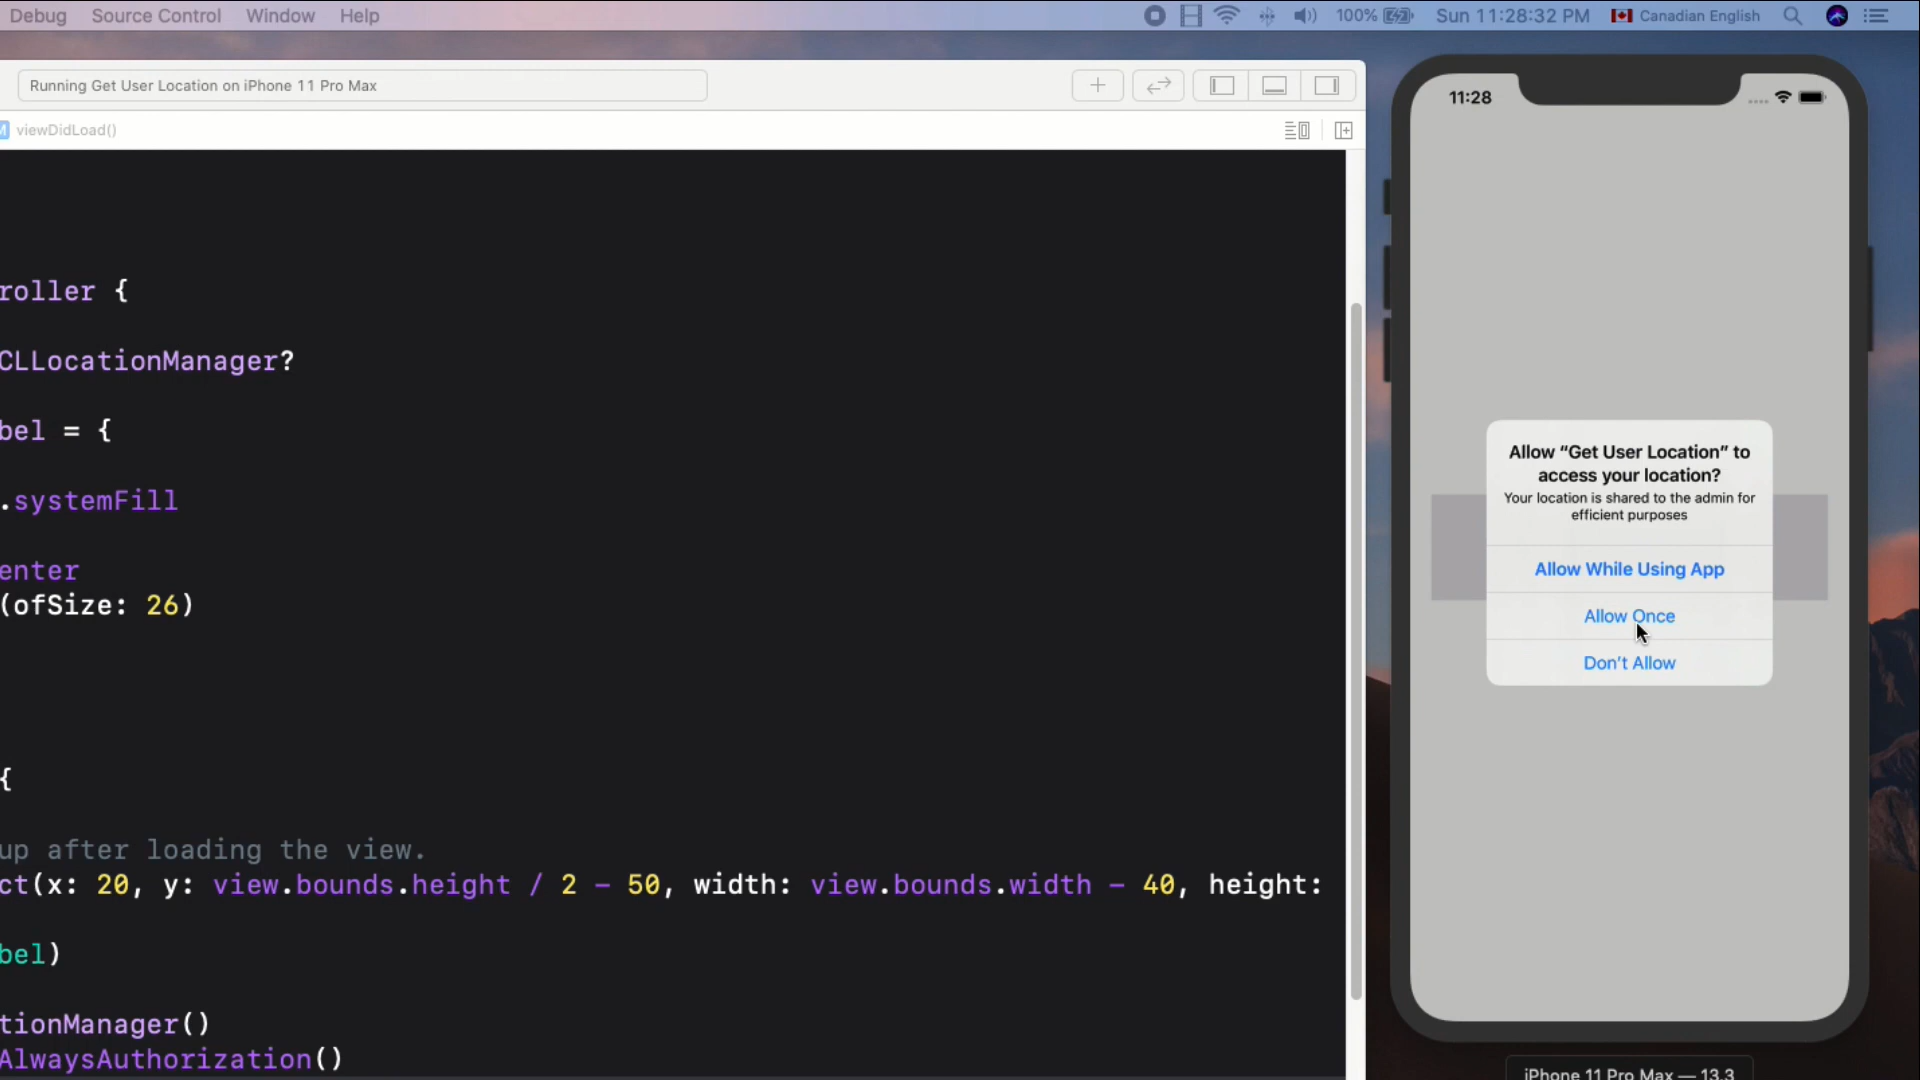 Debug Source Control Window Help
100% Sun 11:28:32 PM Canadian English
Running Get User Location on iPhone 11 Pro Max
M viewDidLoad()
roller {
CLLocationManager?
bel = {
.systemFill
enter
(ofSize: 26)
{
up after loading the view.
ct(x: 20, y: view.bounds.height / 2 - 50, width: view.bounds.width - 40, height:
bel)
tionManager()
AlwaysAuthorization()
11:28
Allow “Get User Location” to
access your location?
Your location is shared to the admin for
efficient purposes
Allow While Using App
Allow Once
Don’t Allow
iPhone 11 Pro Max — 13.3